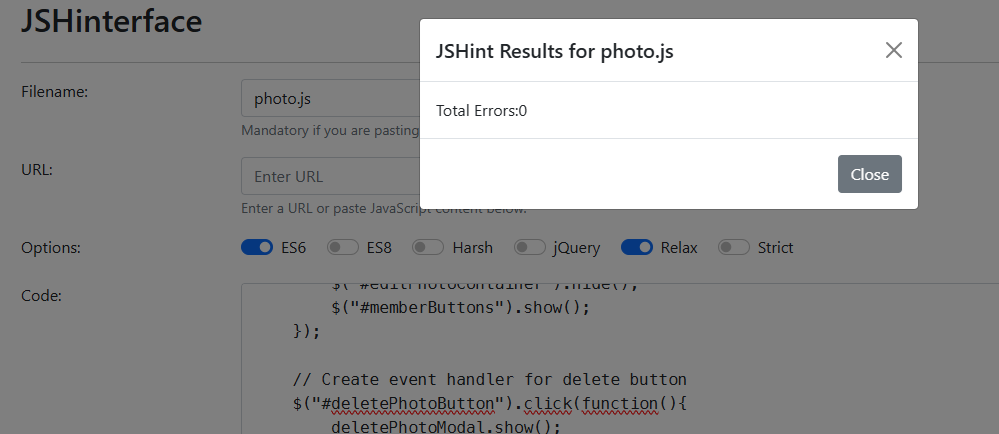 JSHinterface
JSHint Results for photo.js
Total Errors:0
Close
Filename:
photo.js
Mandatory if you are pasting
URL:
Enter URL
Enter a URL or paste JavaScript content below.
Options:
ES6 ES8 Harsh jQuery Relax Strict
Code:
$("#editPhotoContainer").hide();
$("#memberButtons").show();
});
// Create event handler for delete button
$("#deletePhotoButton").click(function(){
deletePhotoModal.show();